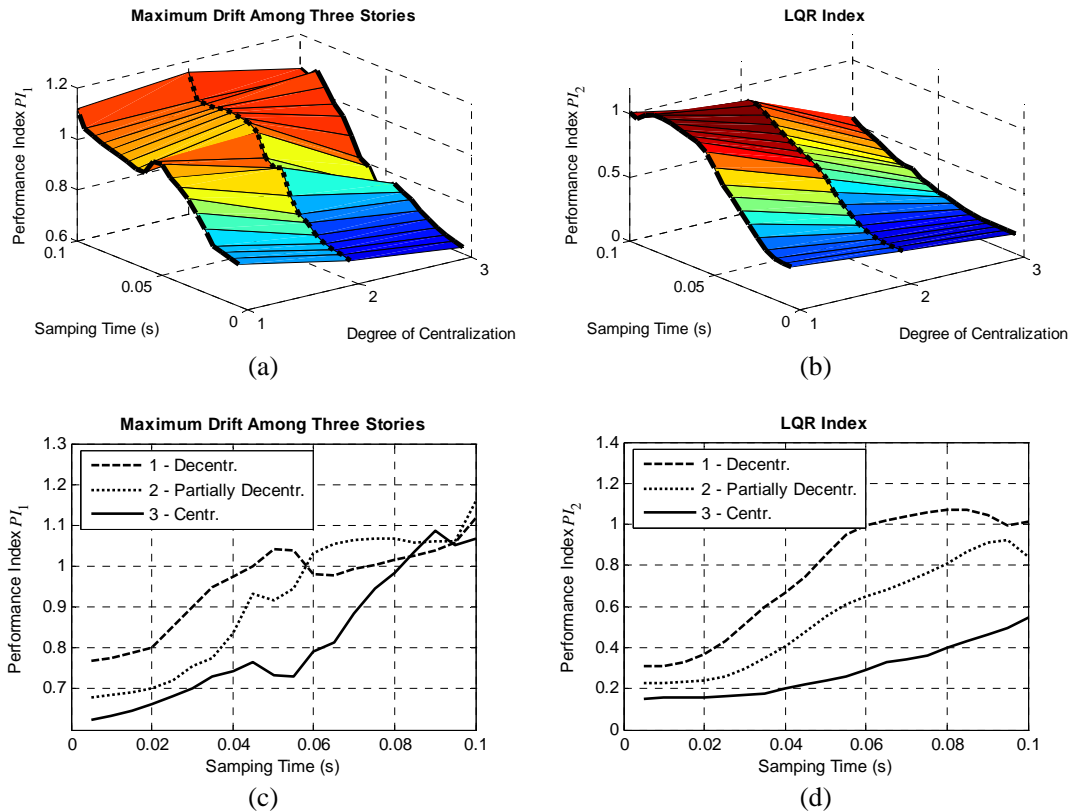 Maximum Drift Among Three Stories
1.2
1
0.8
0.6
0.1
0.05
0
1
2
3
Performance Index PI1
Samping Time (s)
Degree of Centralization
(a)
LQR Index
1
0.5
0
0.1
0.05
0
1
2
3
Performance Index PI2
Samping Time (s)
Degree of Centralization
(b)
Maximum Drift Among Three Stories
1.3
1.2
1.1
1
0.9
0.8
0.7
0
0.02
0.04
0.06
0.08
0.1
1 - Decentr.
2 - Partially Decentr.
3 - Centr.
Performance Index PI1
Samping Time (s)
(c)
LQR Index
1.4
1.2
1
0.8
0.6
0.4
0.2
0
0
0.02
0.04
0.06
0.08
0.1
1 - Decentr.
2 - Partially Decentr.
3 - Centr.
Performance Index PI2
Samping Time (s)
(d)